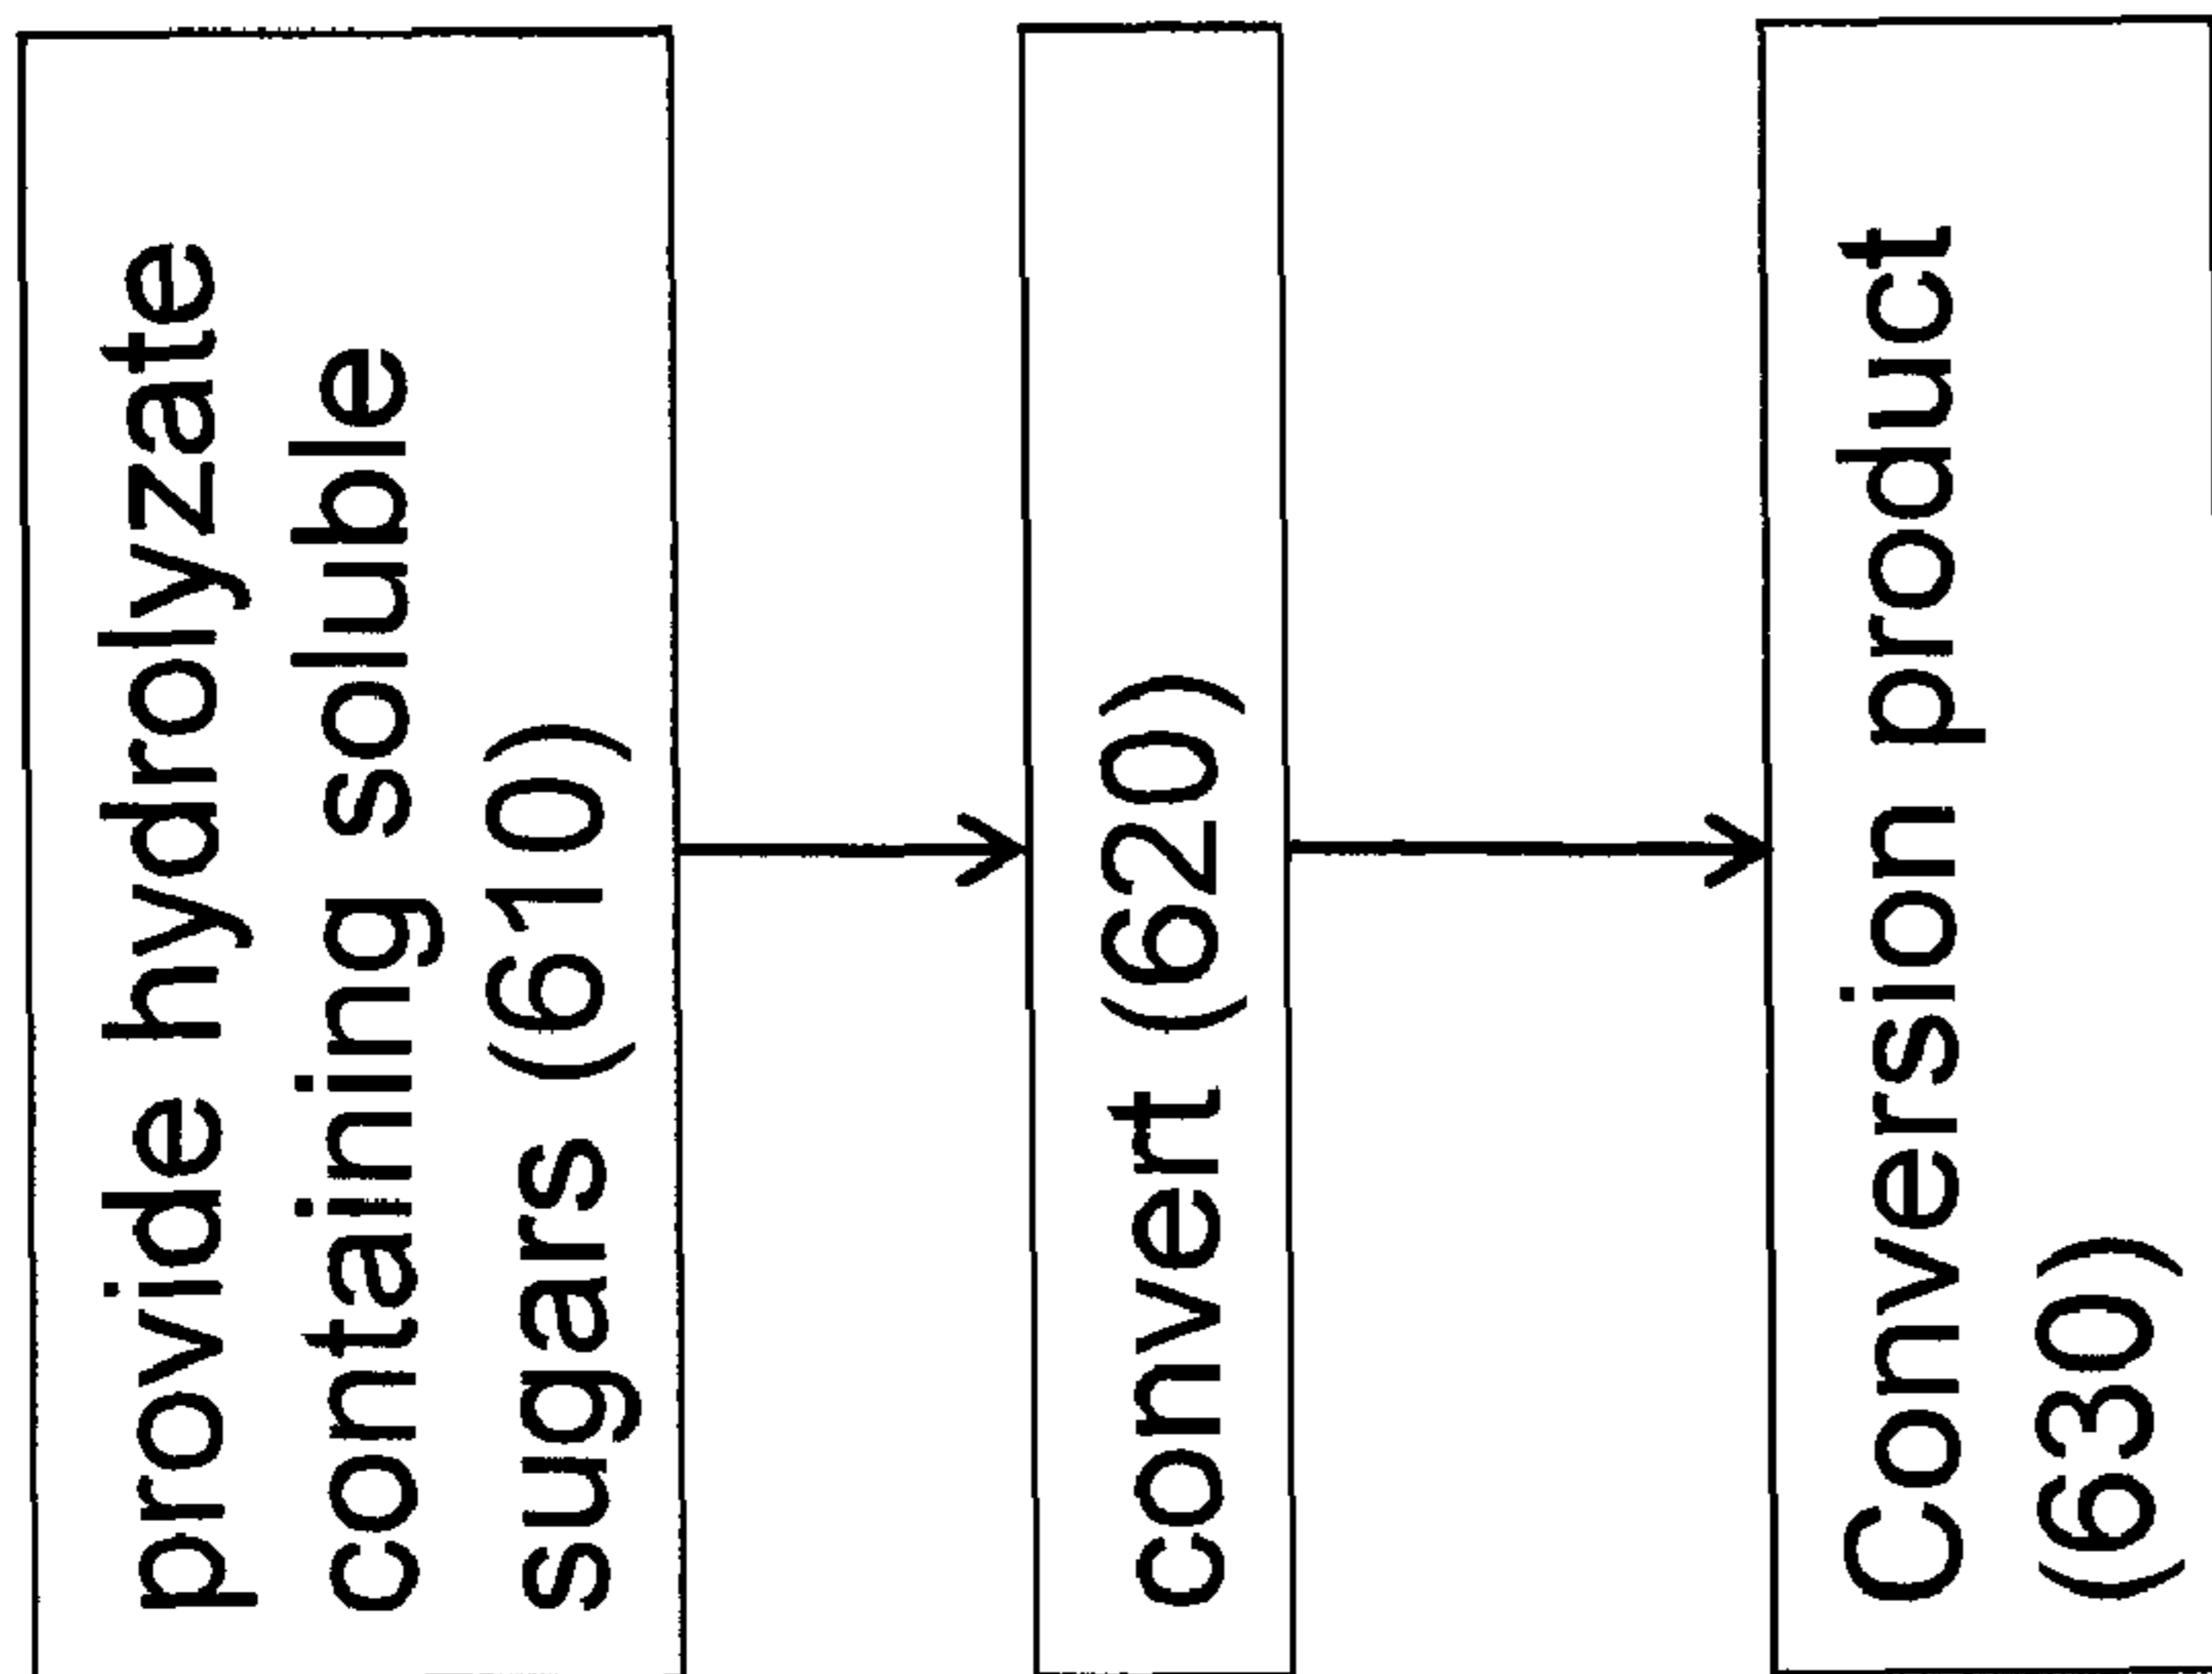 provide hydrolyzate
containing soluble
sugars (610)
convert (620)
Conversion product
(630)